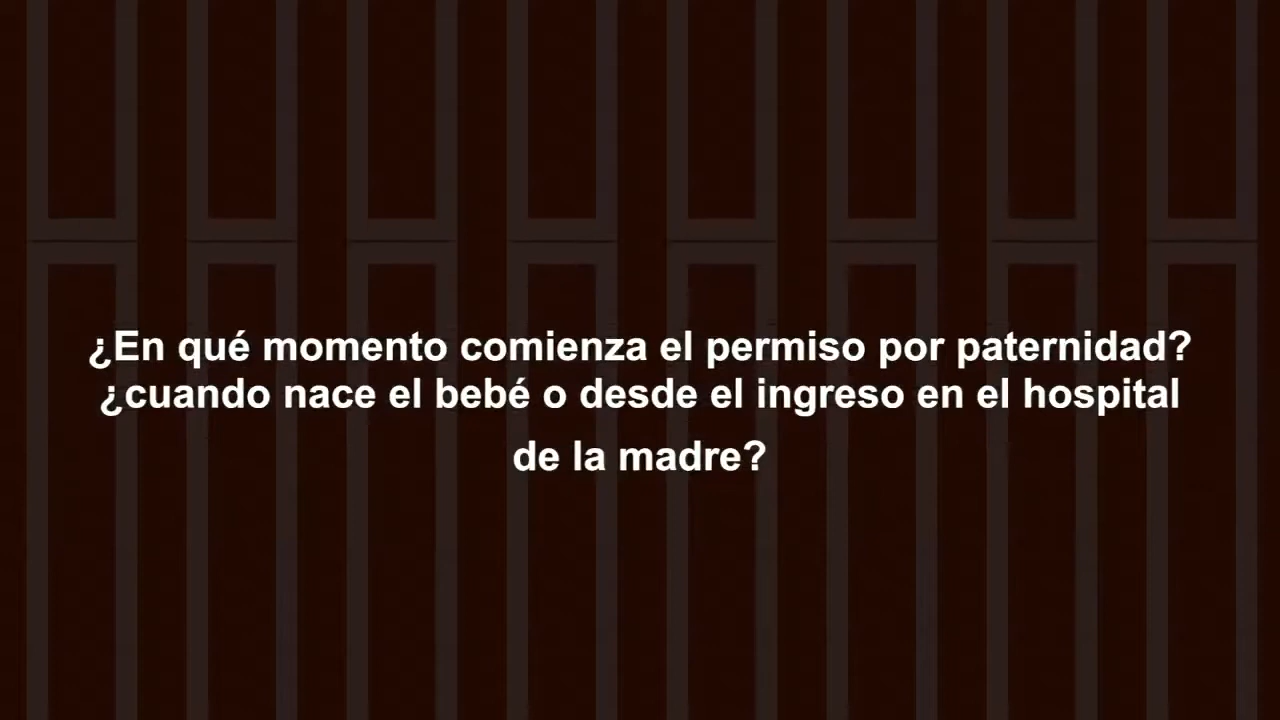 ¿En qué momento comienza el permiso por paternidad?
¿cuando nace el bebé o desde el ingreso en el hospital
de la madre?